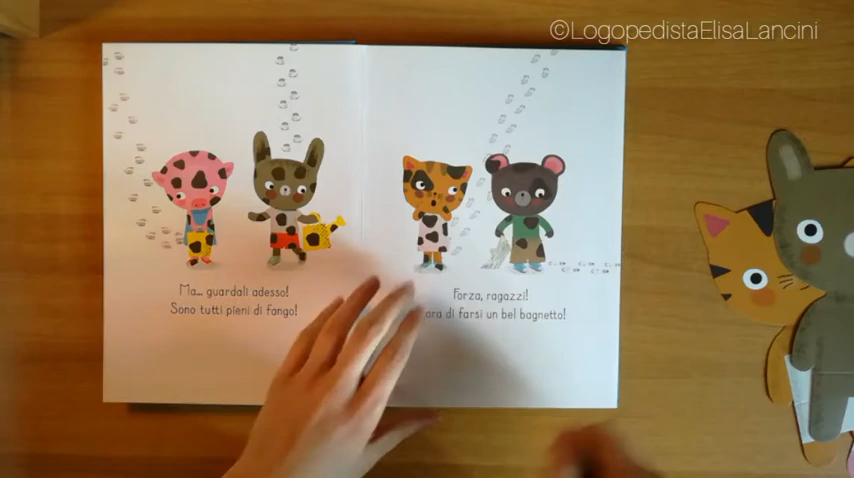 ©LogopedistaElisaLancini
Ma... guardali adesso!
Sono tutti pieni di fango!
Forza, ragazzi!
ora di farsi un bel bagnetto!